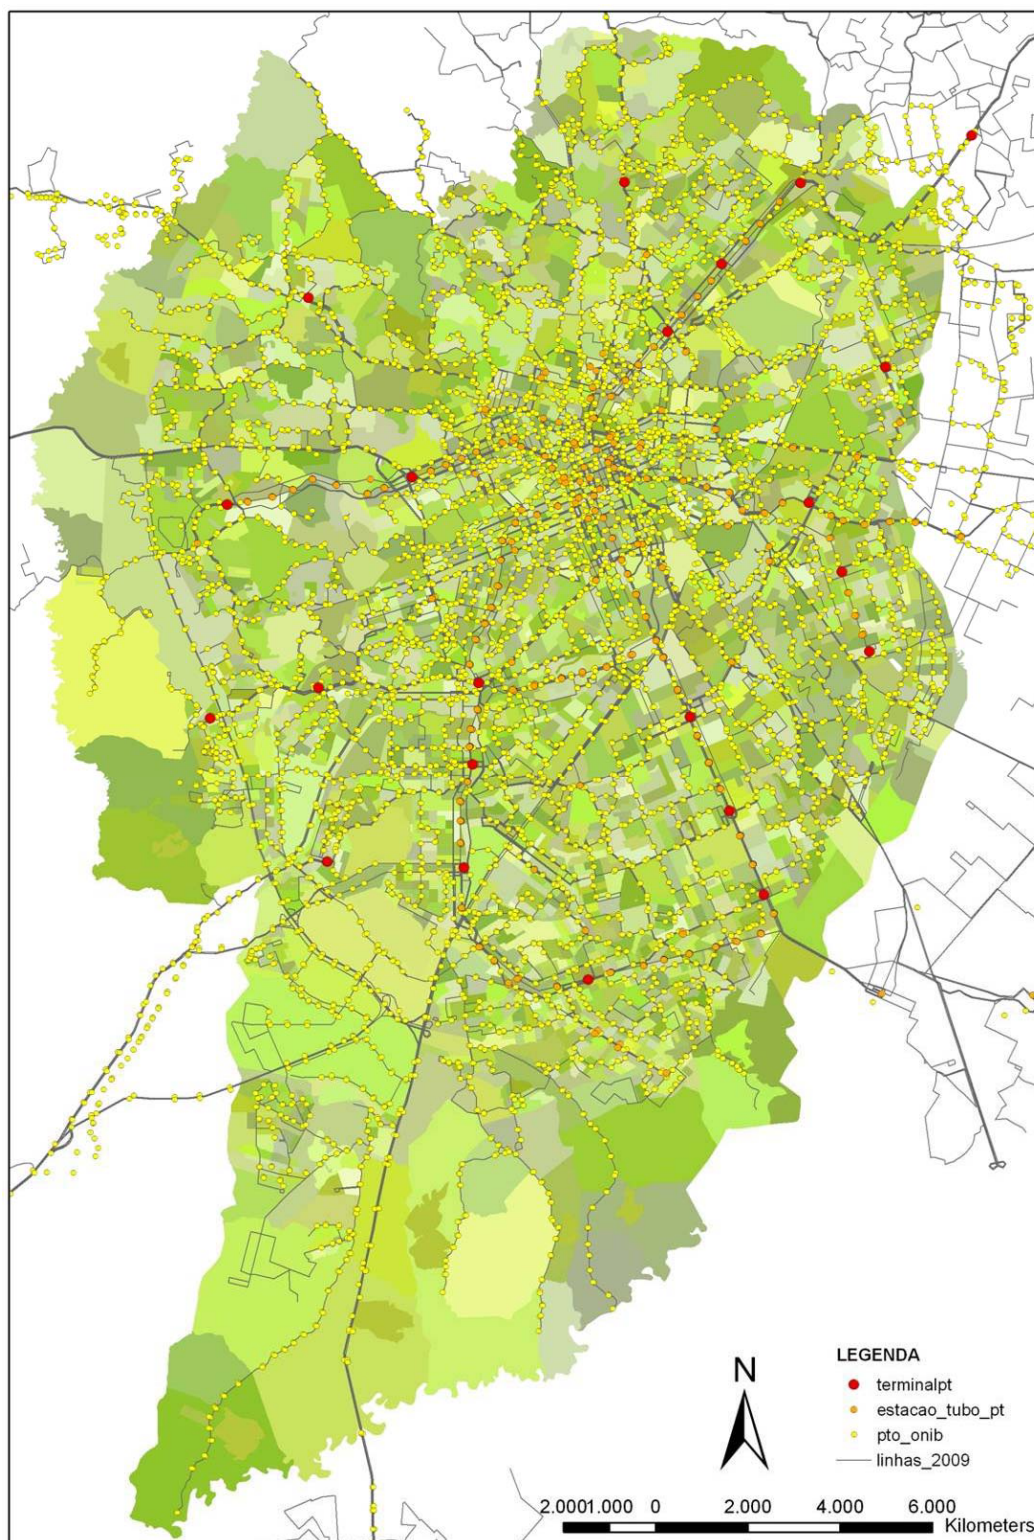 N
LEGENDA
terminalpt
estacao_tubo_pt
pto_onib
linhas_2009
2.0001.000 0 2.000 4.000 6.000
Kilometers